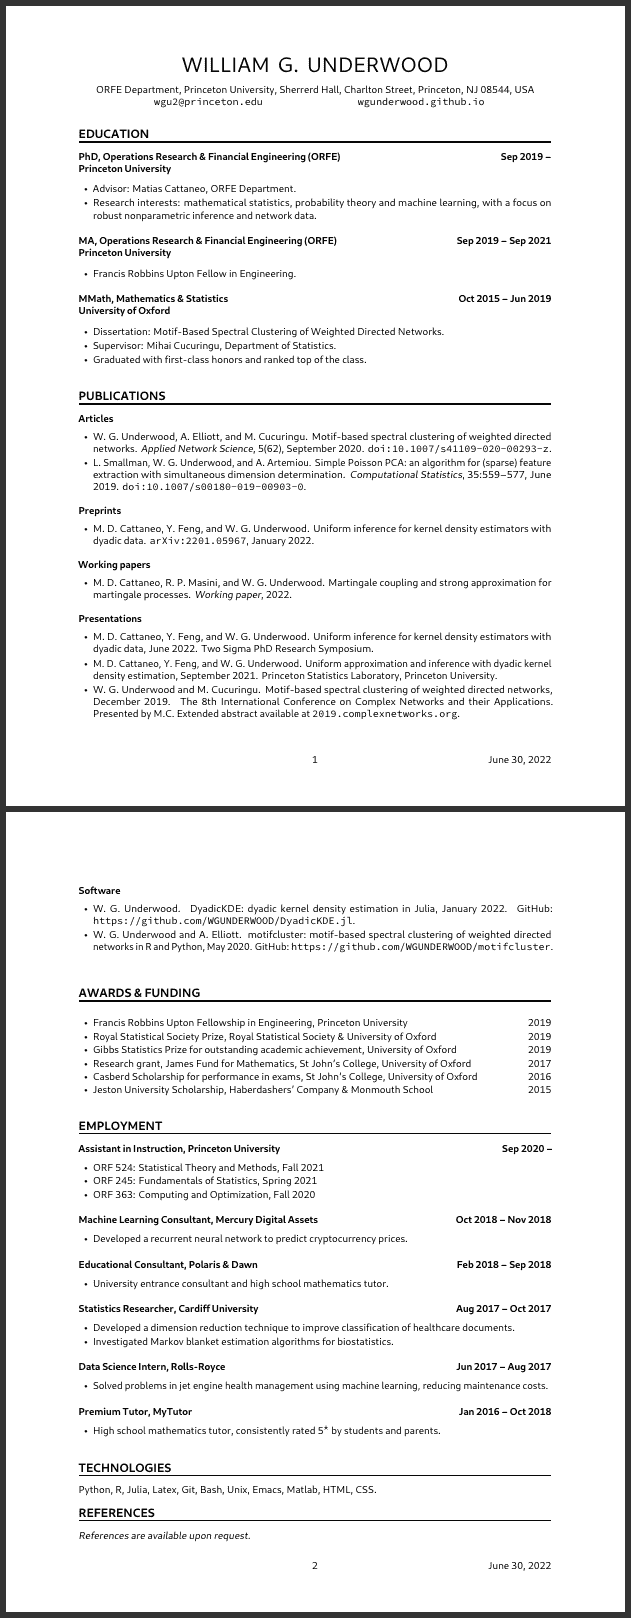 WILLIAM G. UNDERWOOD
ORFE Department, Princeton University, Sherrerd Hall, Charlton Street, Princeton, NJ 08544, USA
wgu2@princeton.edu wgunderwood.github.io
EDUCATION
PhD, Operations Research & Financial Engineering (ORFE) Sep 2019 –
Princeton University
• Advisor: Matias Cattaneo, ORFE Department.
• Research interests: mathematical statistics, probability theory and machine learning, with a focus on
robust nonparametric inference and network data.
MA, Operations Research & Financial Engineering (ORFE) Sep 2019 – Sep 2021
Princeton University
• Francis Robbins Upton Fellow in Engineering.
MMath, Mathematics & Statistics Oct 2015 – Jun 2019
University of Oxford
• Dissertation: Motif-Based Spectral Clustering of Weighted Directed Networks.
• Supervisor: Mihai Cucuringu, Department of Statistics.
• Graduated with first-class honors and ranked top of the class.
PUBLICATIONS
Articles
• W. G. Underwood, A. Elliott, and M. Cucuringu. Motif-based spectral clustering of weighted directed
networks. Applied Network Science, 5(62), September 2020. doi:10.1007/s41109-020-00293-z.
• L. Smallman, W. G. Underwood, and A. Artemiou. Simple Poisson PCA: an algorithm for (sparse) feature
extraction with simultaneous dimension determination. Computational Statistics, 35:559–577, June
2019. doi:10.1007/s00180-019-00903-0.
Preprints
• M. D. Cattaneo, Y. Feng, and W. G. Underwood. Uniform inference for kernel density estimators with
dyadic data. arXiv:2201.05967, January 2022.
Working papers
• M. D. Cattaneo, R. P. Masini, and W. G. Underwood. Martingale coupling and strong approximation for
martingale processes. Working paper, 2022.
Presentations
• M. D. Cattaneo, Y. Feng, and W. G. Underwood. Uniform inference for kernel density estimators with
dyadic data, June 2022. Two Sigma PhD Research Symposium.
• M. D. Cattaneo, Y. Feng, and W. G. Underwood. Uniform approximation and inference with dyadic kernel
density estimation, September 2021. Princeton Statistics Laboratory, Princeton University.
• W. G. Underwood and M. Cucuringu. Motif-based spectral clustering of weighted directed networks,
December 2019. The 8th International Conference on Complex Networks and their Applications.
Presented by M.C. Extended abstract available at 2019.complexnetworks.org.
1 June 30, 2022
Software
• W. G. Underwood. DyadicKDE: dyadic kernel density estimation in Julia, January 2022. GitHub:
https://github.com/WGUNDERWOOD/DyadicKDE.jl.
• W. G. Underwood and A. Elliott. motifcluster: motif-based spectral clustering of weighted directed
networks in R and Python, May 2020. GitHub: https://github.com/WGUNDERWOOD/motifcluster.
AWARDS & FUNDING
• Francis Robbins Upton Fellowship in Engineering, Princeton University 2019
• Royal Statistical Society Prize, Royal Statistical Society & University of Oxford 2019
• Gibbs Statistics Prize for outstanding academic achievement, University of Oxford 2019
• Research grant, James Fund for Mathematics, St John's College, University of Oxford 2017
• Casberd Scholarship for performance in exams, St John's College, University of Oxford 2016
• Jeston University Scholarship, Haberdashers' Company & Monmouth School 2015
EMPLOYMENT
Assistant in Instruction, Princeton University Sep 2020 –
• ORF 524: Statistical Theory and Methods, Fall 2021
• ORF 245: Fundamentals of Statistics, Spring 2021
• ORF 363: Computing and Optimization, Fall 2020
Machine Learning Consultant, Mercury Digital Assets Oct 2018 – Nov 2018
• Developed a recurrent neural network to predict cryptocurrency prices.
Educational Consultant, Polaris & Dawn Feb 2018 – Sep 2018
• University entrance consultant and high school mathematics tutor.
Statistics Researcher, Cardiff University Aug 2017 – Oct 2017
• Developed a dimension reduction technique to improve classification of healthcare documents.
• Investigated Markov blanket estimation algorithms for biostatistics.
Data Science Intern, Rolls-Royce Jun 2017 – Aug 2017
• Solved problems in jet engine health management using machine learning, reducing maintenance costs.
Premium Tutor, MyTutor Jan 2016 – Oct 2018
• High school mathematics tutor, consistently rated 5* by students and parents.
TECHNOLOGIES
Python, R, Julia, Latex, Git, Bash, Unix, Emacs, Matlab, HTML, CSS.
REFERENCES
References are available upon request.
2 June 30, 2022